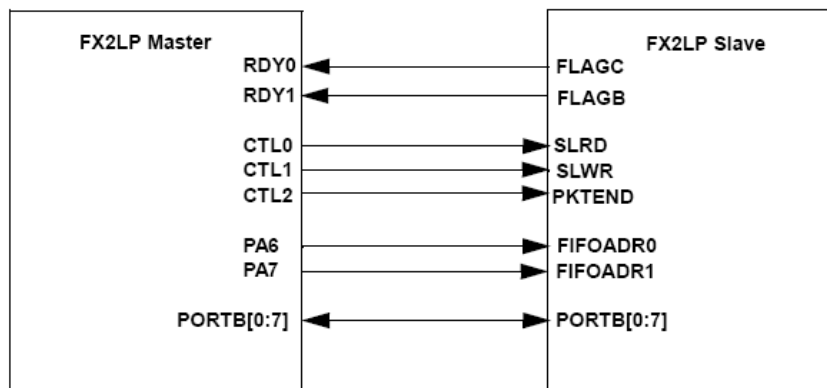 FX2LP Master
FX2LP Slave
RDY0
FLAGC
RDY1
FLAGB
CTL0
SLRD
CTL1
SLWR
CTL2
PKTEND
PA6
FIFOADR0
PA7
FIFOADR1
PORTB[0:7]
PORTB[0:7]